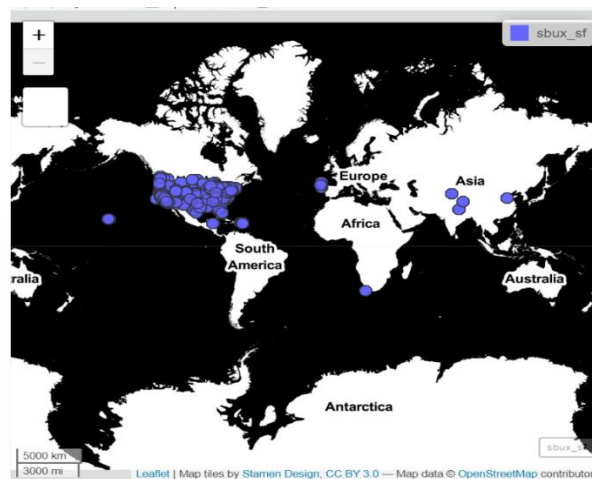 +
−
sbux_sf
Europe
Asia
Africa
South
America
ralia
Australia
Antarctica
5000 km
3000 mi
sbux_s
Leaflet | Map tiles by Stamen Design, CC BY 3.0 — Map data © OpenStreetMap contributor